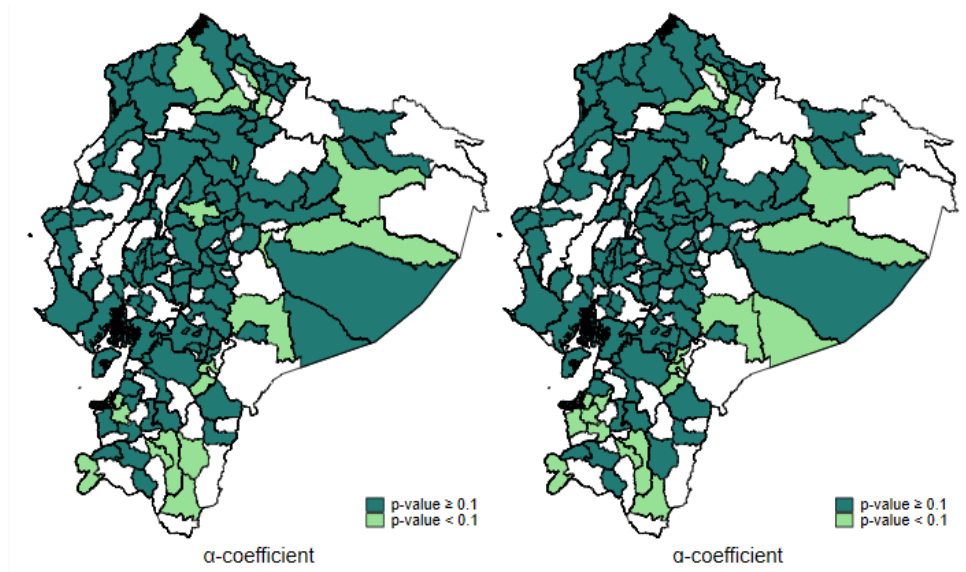 p-value ≥ 0.1
p-value < 0.1
α-coefficient
p-value ≥ 0.1
p-value < 0.1
α-coefficient